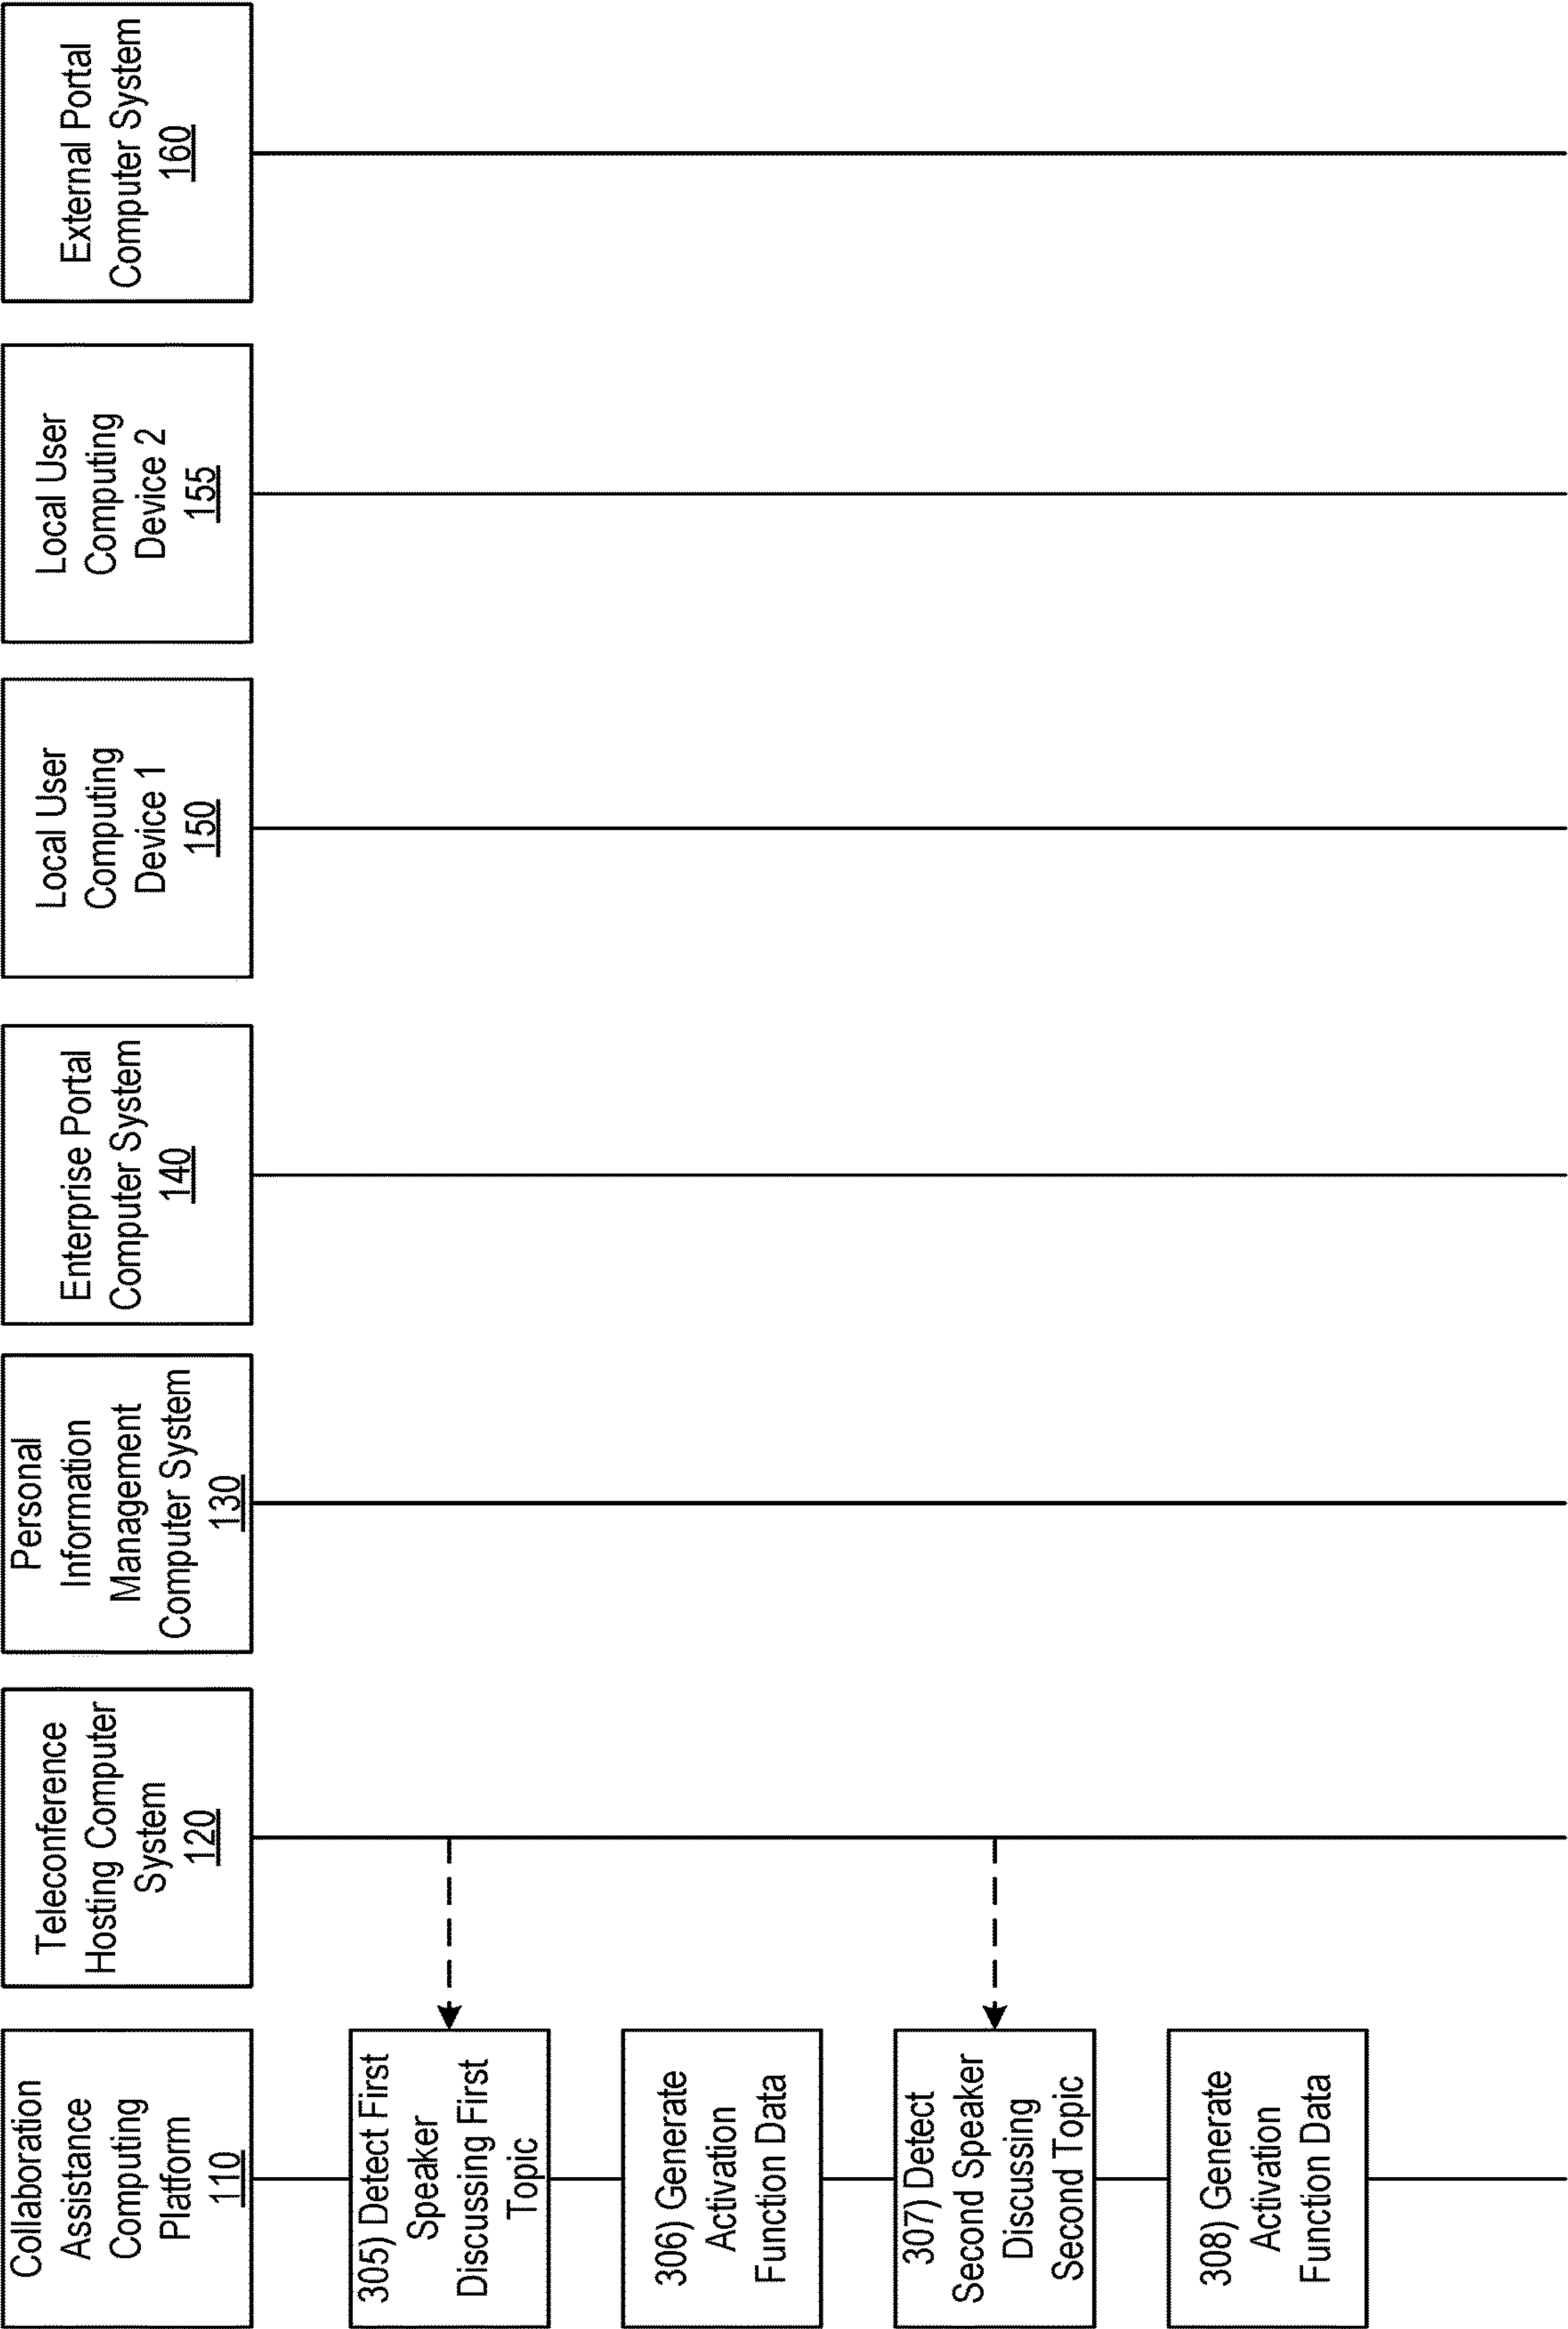 Collaboration
Assistance
Computing
Platform
110
Teleconference
Hosting Computer
System
120
Personal
Information
Management
Computer System
130
Enterprise Portal
Computer System
140
Local User
Computing
Device 1
150
Local User
Computing
Device 2
155
External Portal
Computer System
160
305) Detect First
Speaker
Discussing First
Topic
306) Generate
Activation
Function Data
307) Detect
Second Speaker
Discussing
Second Topic
308) Generate
Activation
Function Data